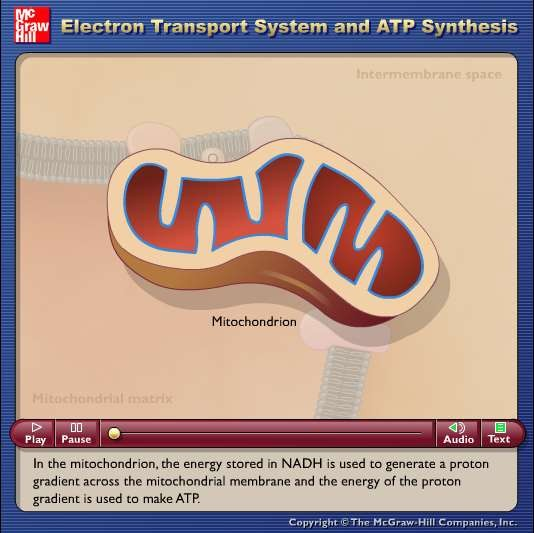 Mc
Graw
Hill
Electron Transport System and ATP Synthesis
Intermembrane space
Mitochondrion
Mitochondrial matrix
Play
Pause
Audio
Text
In the mitochondrion, the energy stored in NADH is used to generate a proton
gradient across the mitochondrial membrane and the energy of the proton
gradient is used to make ATP.
Copyright © The McGraw-Hill Companies, Inc.